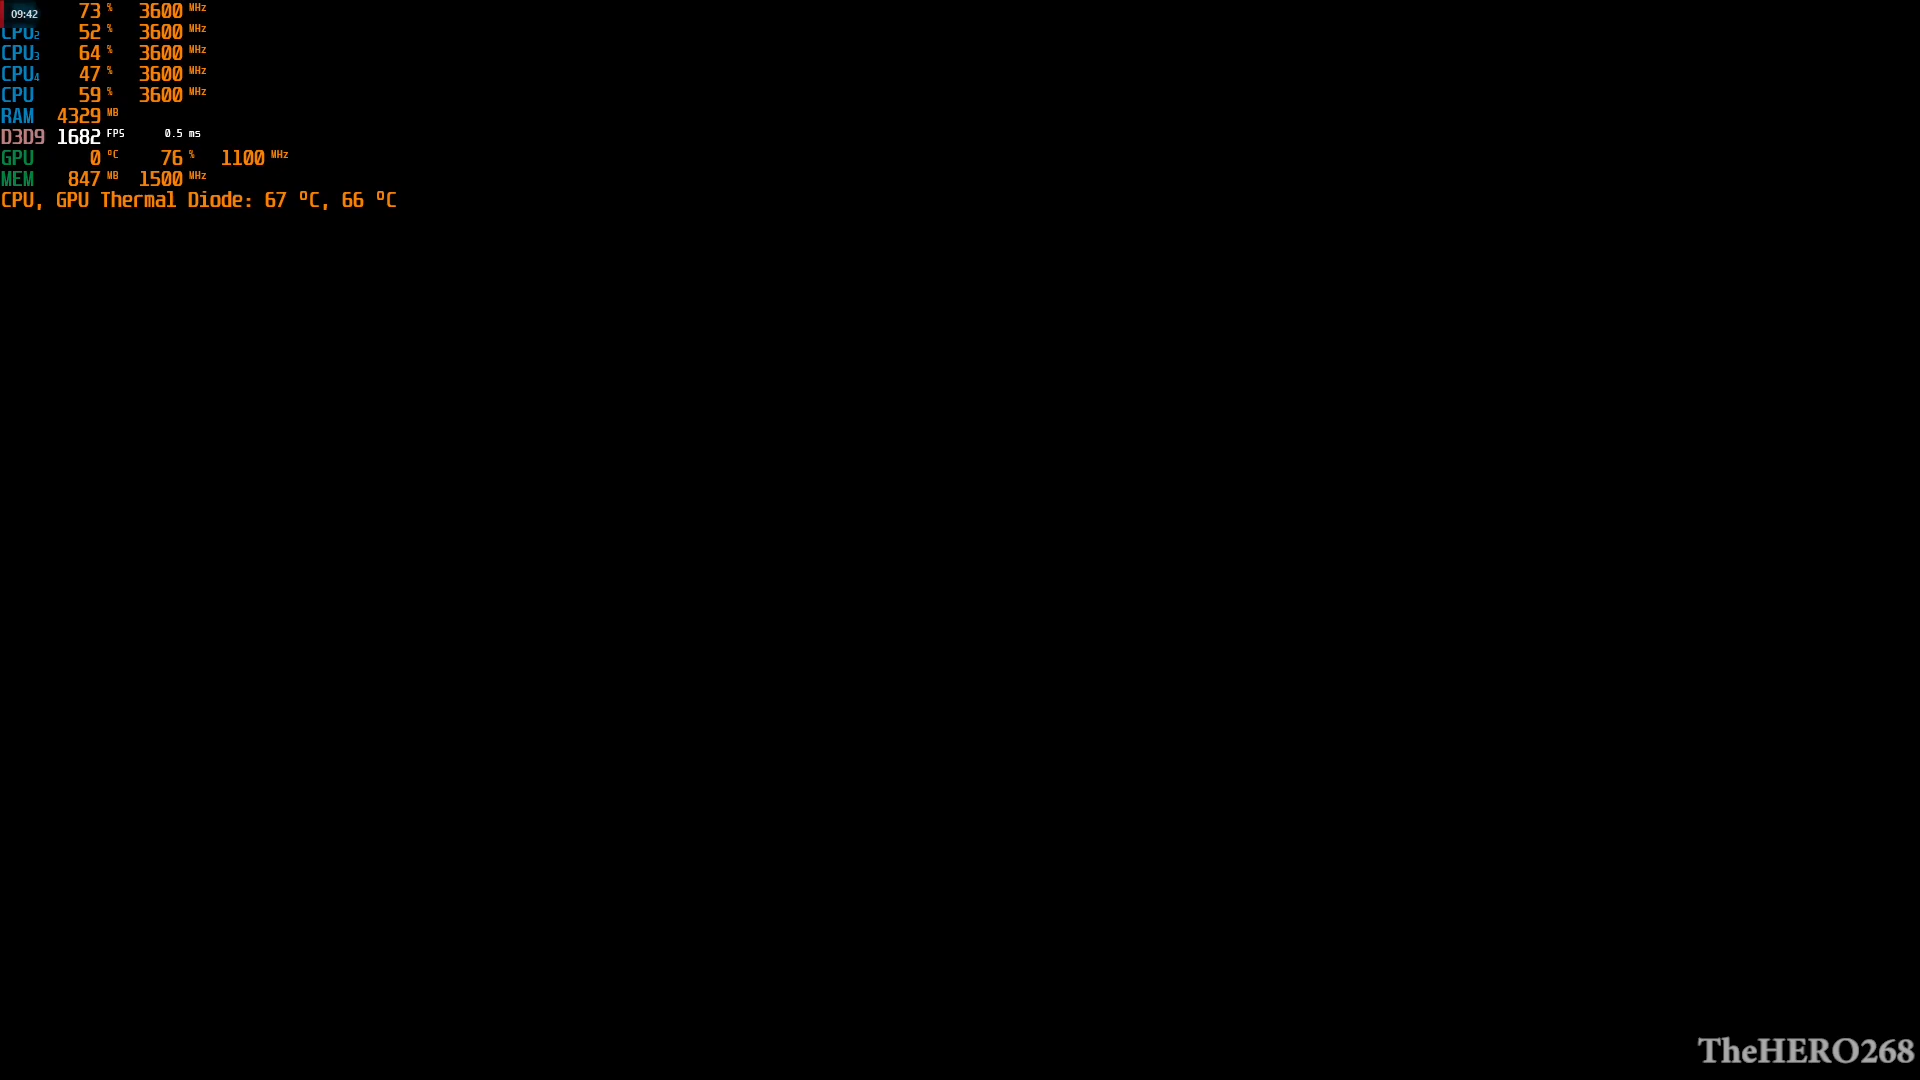 09:42
73 % 3600 MHz
CPU2 52 % 3600 MHz
CPU3 64 % 3600 MHz
CPU4 47 % 3600 MHz
CPU 59 % 3600 MHz
RAM 4329 MB
D3D9 1682 FPS 0.5 ms
GPU 0 °C 76 % 1100 MHz
MEM 847 MB 1500 MHz
CPU, GPU Thermal Diode: 67 °C, 66 °C
TheHERO268